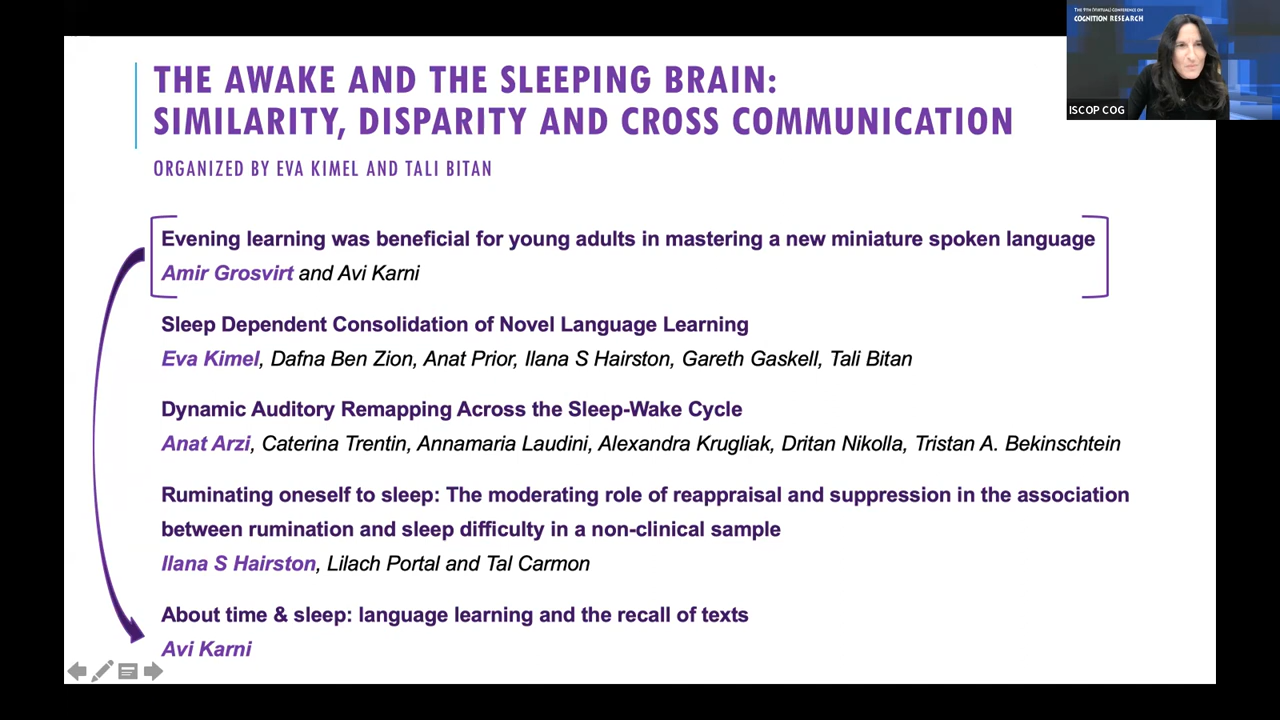 THE 9TH (VIRTUAL) CONFERENCE ON
COGNITION RESEARCH
ISCOP COG
THE AWAKE AND THE SLEEPING BRAIN:
SIMILARITY, DISPARITY AND CROSS COMMUNICATION
ORGANIZED BY EVA KIMEL AND TALI BITAN
Evening learning was beneficial for young adults in mastering a new miniature spoken language
Amir Grosvirt and Avi Karni
Sleep Dependent Consolidation of Novel Language Learning
Eva Kimel, Dafna Ben Zion, Anat Prior, Ilana S Hairston, Gareth Gaskell, Tali Bitan
Dynamic Auditory Remapping Across the Sleep-Wake Cycle
Anat Arzi, Caterina Trentin, Annamaria Laudini, Alexandra Krugliak, Dritan Nikolla, Tristan A. Bekinschtein
Ruminating oneself to sleep: The moderating role of reappraisal and suppression in the association
between rumination and sleep difficulty in a non-clinical sample
Ilana S Hairston, Lilach Portal and Tal Carmon
About time & sleep: language learning and the recall of texts
Avi Karni